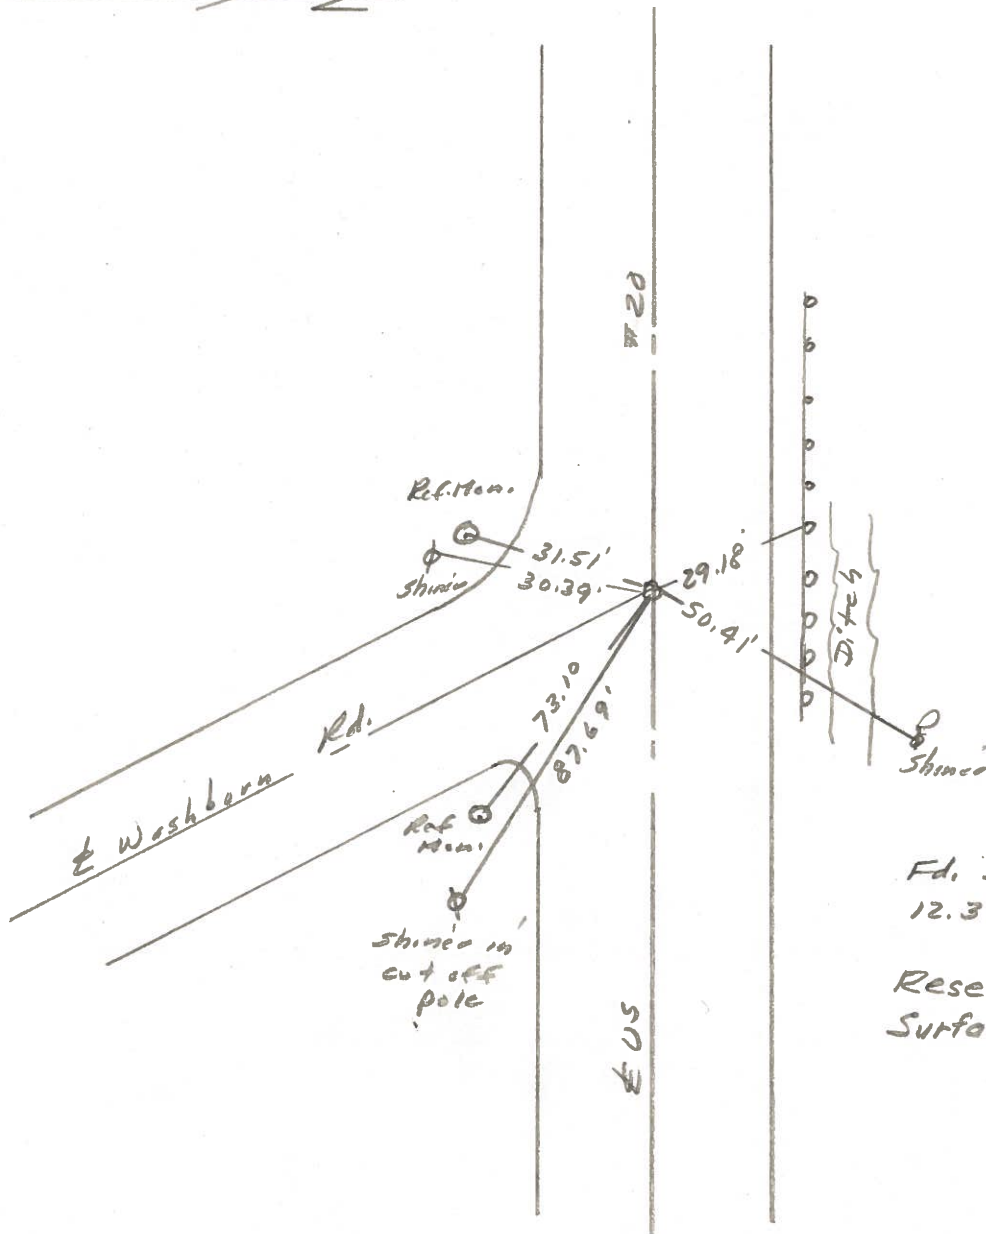 # 20
Ref. Mon.
Shiner
31.51'
30.39'
29.18'
50.41'
Ditch
73.10
87.69'
Shiner
℄ Washburn Rd.
Ref
Mon.
Shiner in
cut off
pole
Fd.
12.3
Rese
Surfa
℄ US